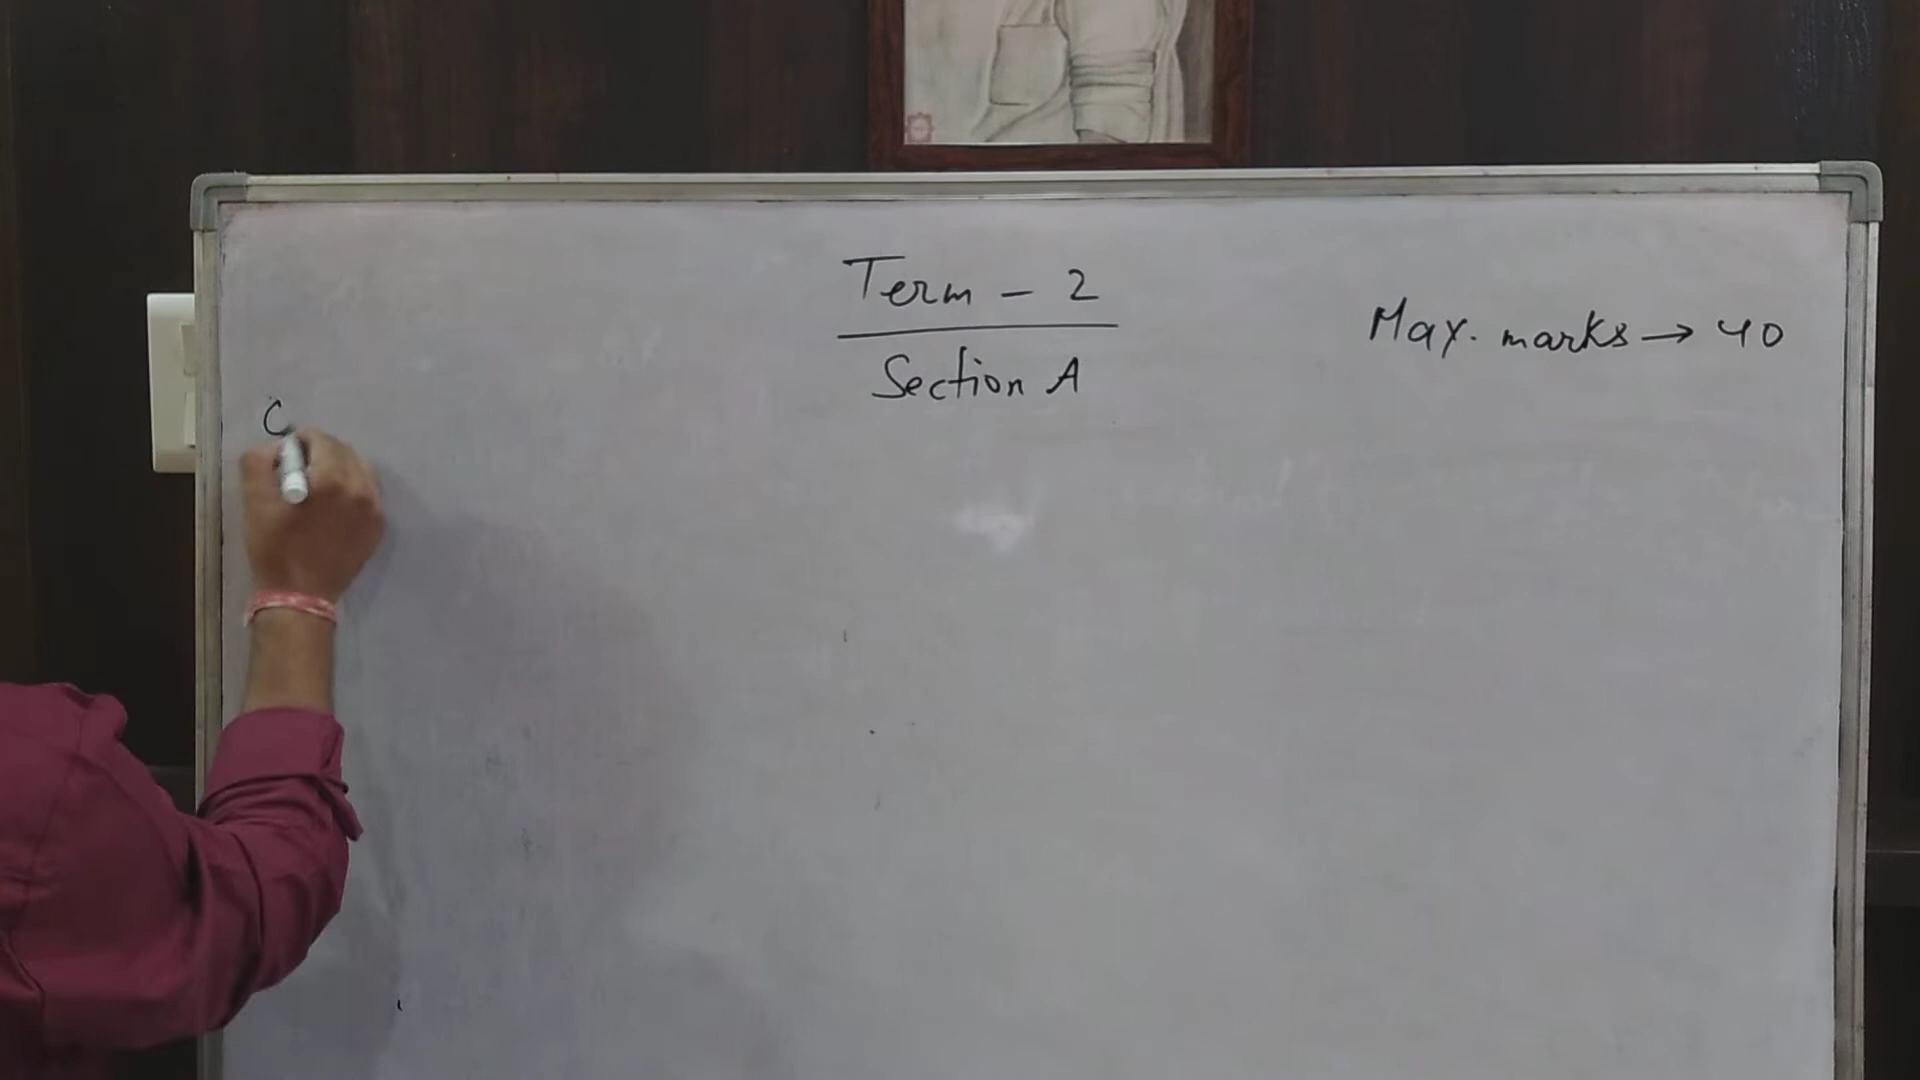 Term - 2
Max. marks → 40
Section A
C